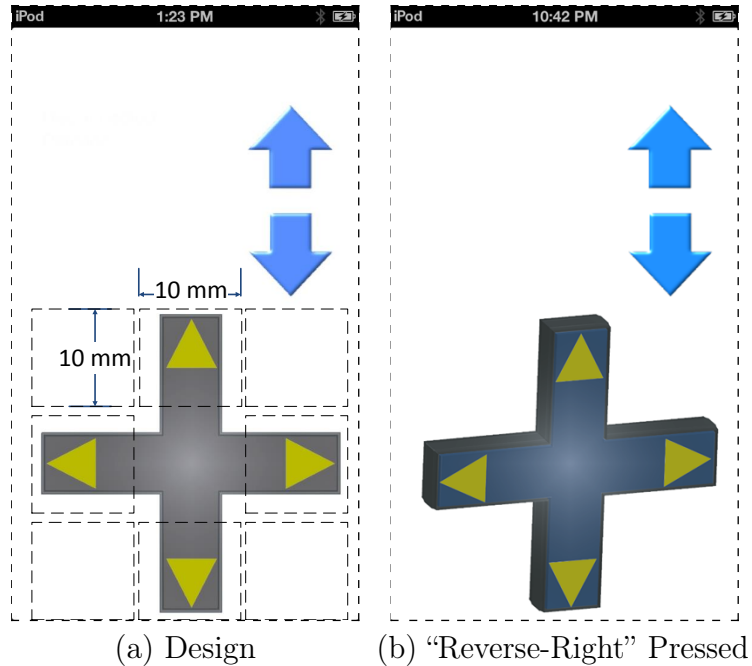 iPod 1:23 PM
iPod 10:42 PM
10 mm
10 mm
(a) Design
(b) “Reverse-Right” Pressed